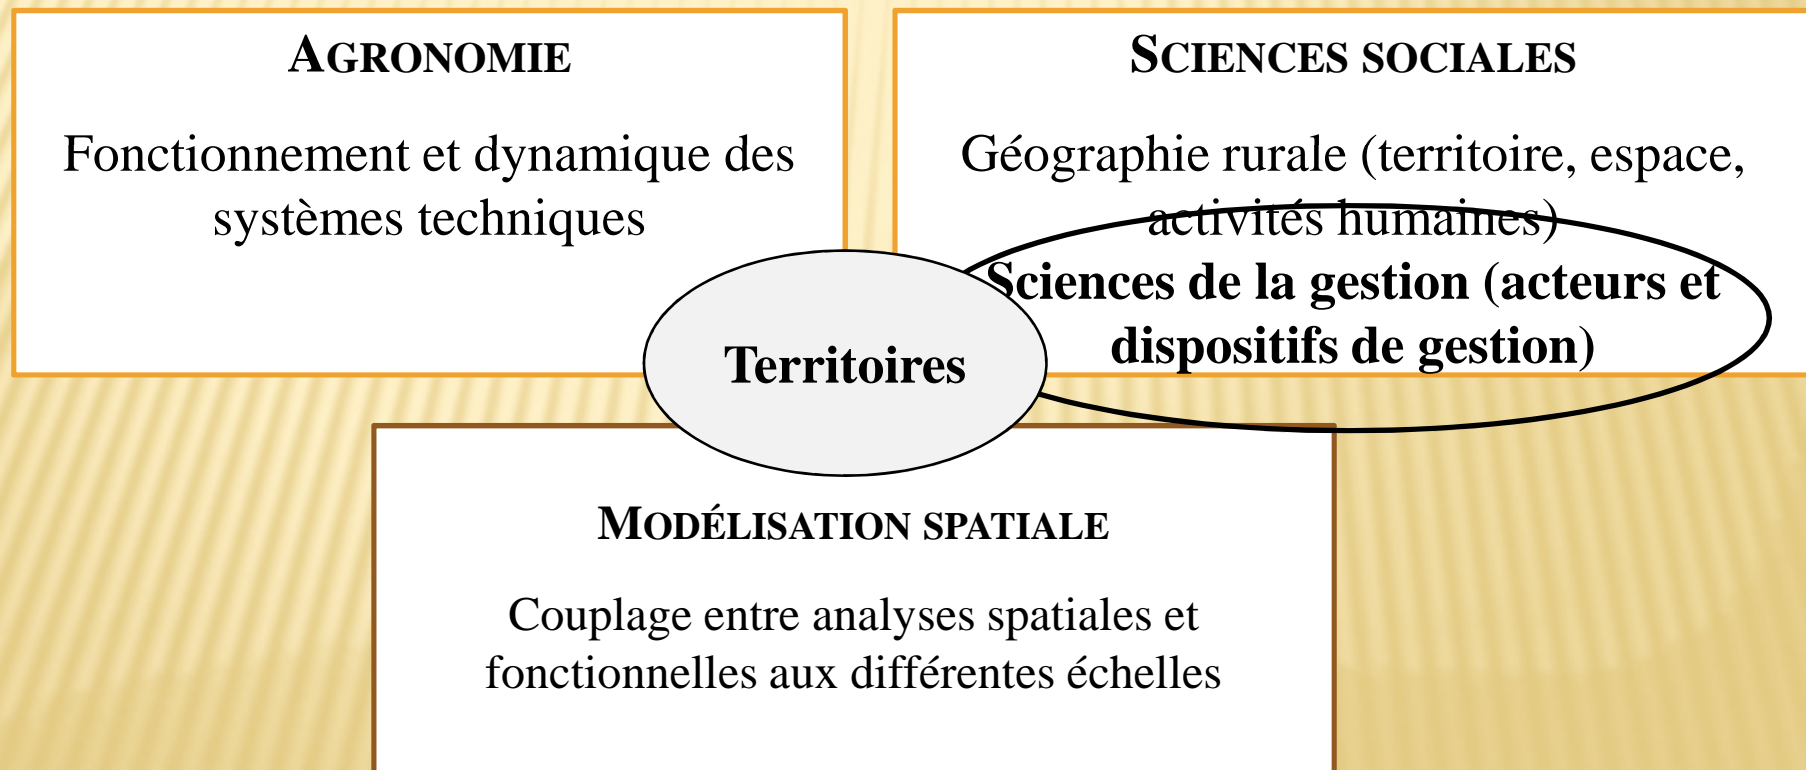 AGRONOMIE
Fonctionnement et dynamique des
systèmes techniques
SCIENCES SOCIALES
Géographie rurale (territoire, espace,
activités humaines)
Sciences de la gestion (acteurs et
dispositifs de gestion)
Territoires
MODÉLISATION SPATIALE
Couplage entre analyses spatiales et
fonctionnelles aux différentes échelles